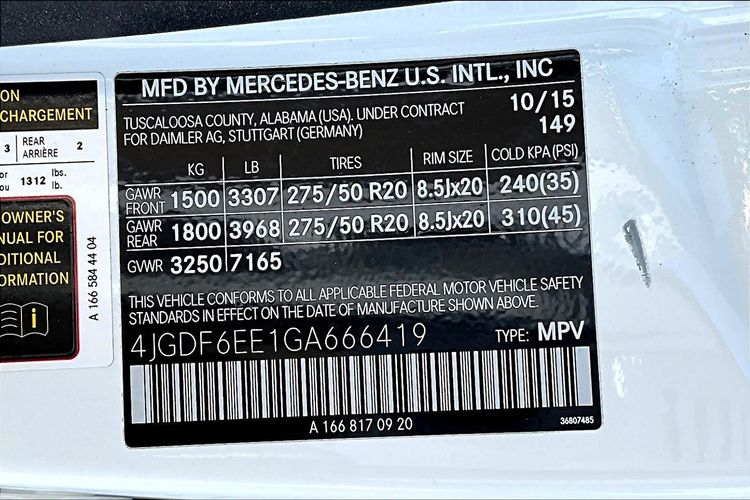 ON
CHARGEMENT
3 REAR ARRIÈRE 2
or
ou 1312 lbs. lb.
OWNER'S
NUAL FOR
DITIONAL
ORMATION
i
A 166 584 44 04
MFD BY MERCEDES-BENZ U.S. INTL., INC
TUSCALOOSA COUNTY, ALABAMA (USA). UNDER CONTRACT
FOR DAIMLER AG, STUTTGART (GERMANY)
10/15
149
KG LB TIRES RIM SIZE COLD KPA (PSI)
GAWR FRONT 1500 3307 275/50 R20 8.5Jx20 240(35)
GAWR REAR 1800 3968 275/50 R20 8.5Jx20 310(45)
GVWR 3250 7165
THIS VEHICLE CONFORMS TO ALL APPLICABLE FEDERAL MOTOR VEHICLE SAFETY
STANDARDS IN EFFECT ON THE DATE OF MANUFACTURE SHOWN ABOVE.
4JGDF6EE1GA666419 TYPE: MPV
A 166 817 09 20
36807485